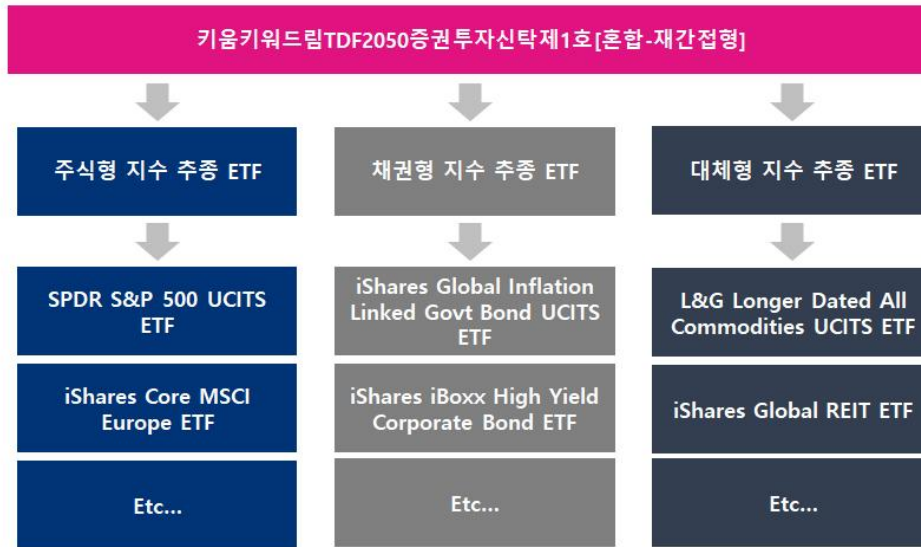 키움키워드림TDF2050증권투자신탁제1호[혼합-재간접형]
주식형 지수 추종 ETF
채권형 지수 추종 ETF
대체형 지수 추종 ETF
SPDR S&P 500 UCITS
ETF
iShares Global Inflation
Linked Govt Bond UCITS
ETF
L&G Longer Dated All
Commodities UCITS ETF
iShares Core MSCI
Europe ETF
iShares iBoxx High Yield
Corporate Bond ETF
iShares Global REIT ETF
Etc...
Etc...
Etc...